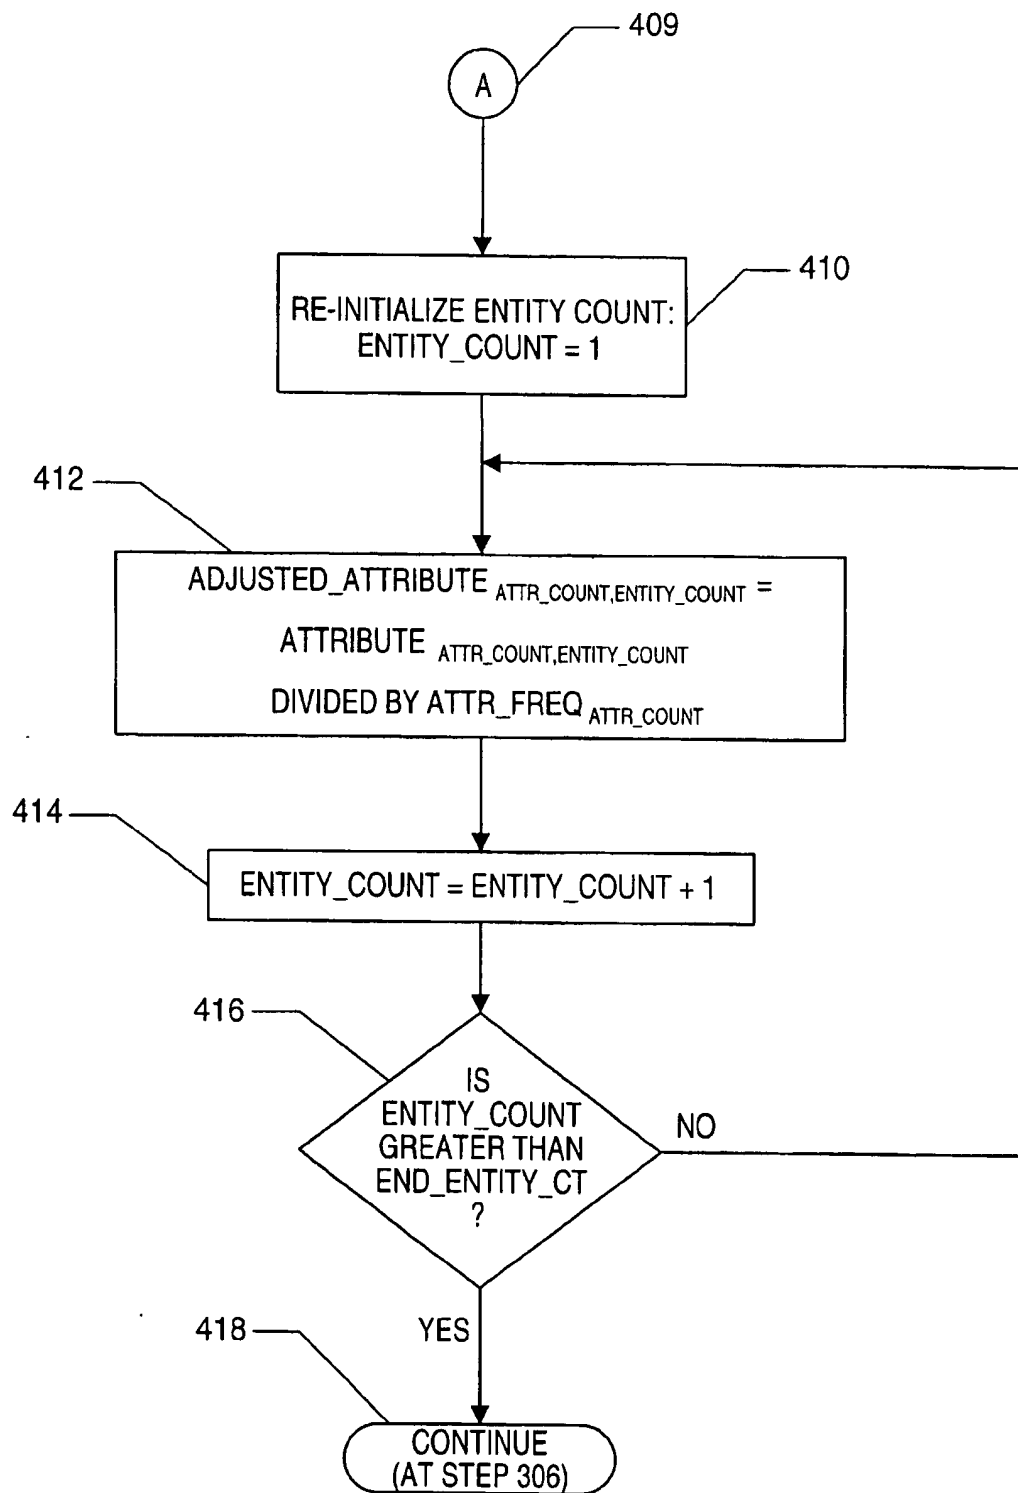 409
A
410
RE-INITIALIZE ENTITY COUNT:
ENTITY_COUNT = 1
412
ADJUSTED_ATTRIBUTE ATTR_COUNT,ENTITY_COUNT =
ATTRIBUTE ATTR_COUNT,ENTITY_COUNT
DIVIDED BY ATTR_FREQ ATTR_COUNT
414
ENTITY_COUNT = ENTITY_COUNT + 1
416
IS
ENTITY_COUNT
GREATER THAN
END_ENTITY_CT
?
NO
YES
418
CONTINUE
(AT STEP 306)